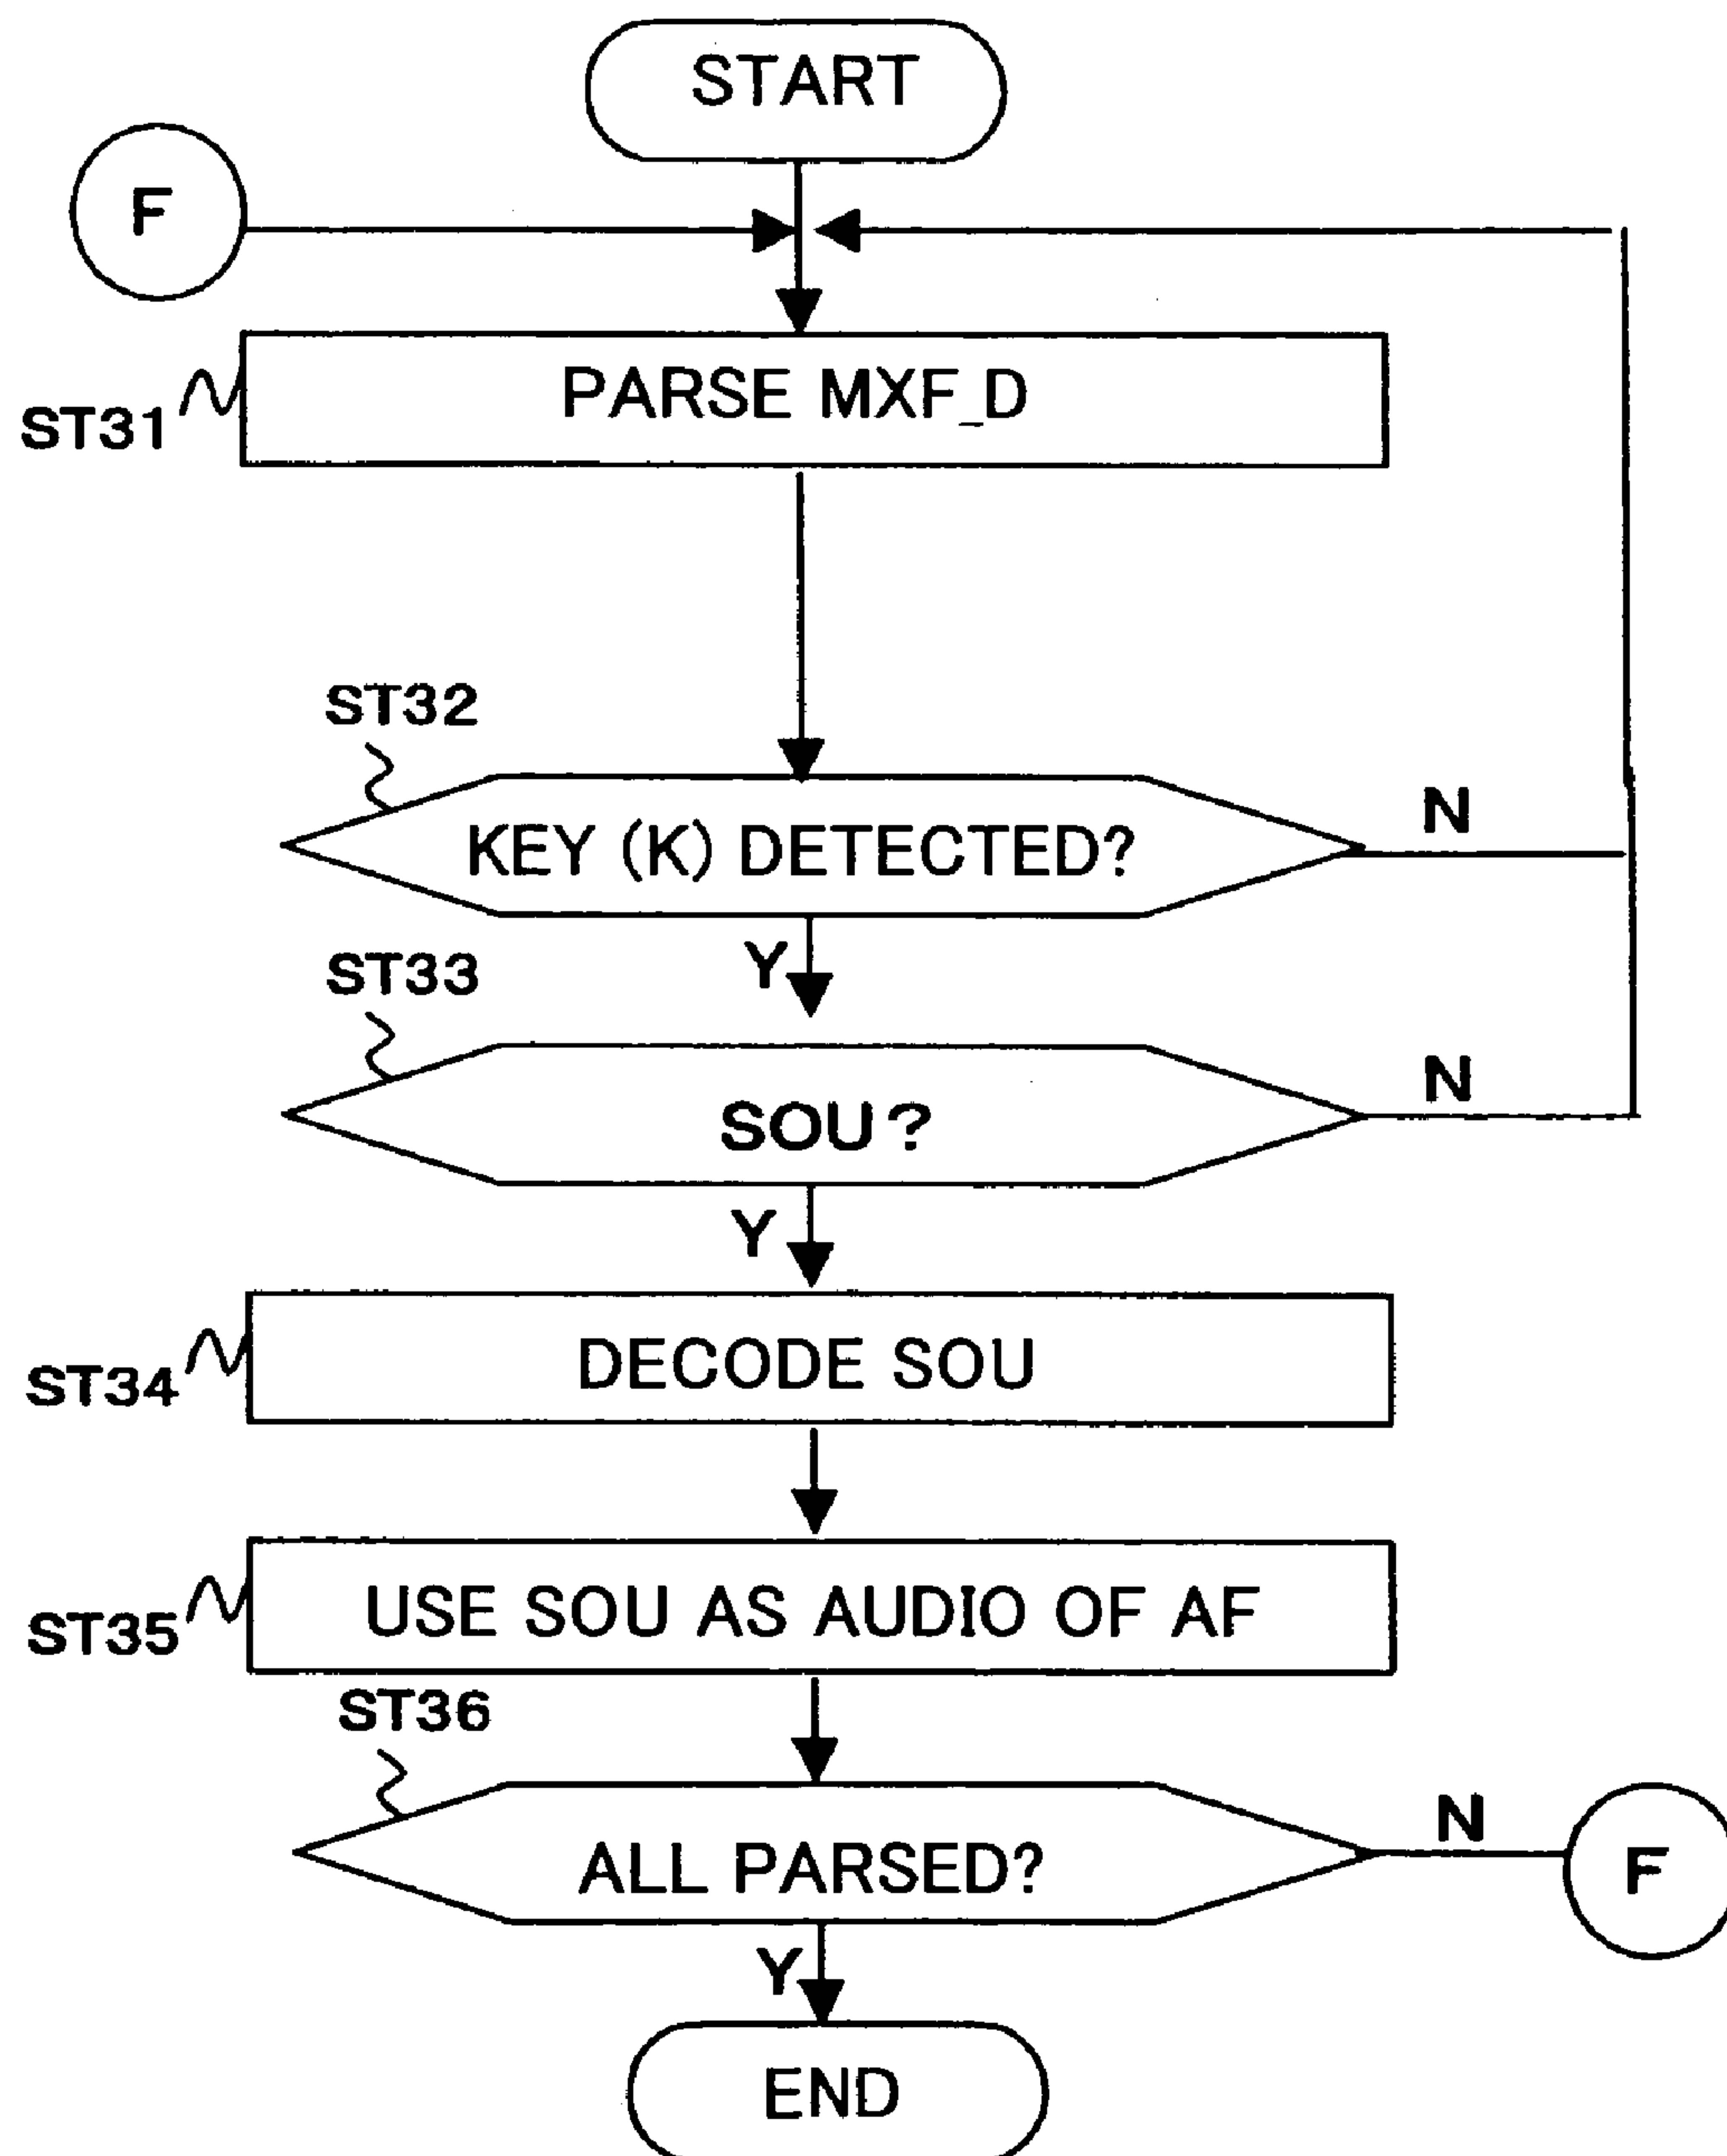 START
F
PARSE MXF_D
ST31
ST32
KEY (K) DETECTED?
N
Y
ST33
SOU?
N
Y
DECODE SOU
ST34
USE SOU AS AUDIO OF AF
ST35
ST36
ALL PARSED?
N
F
Y
END